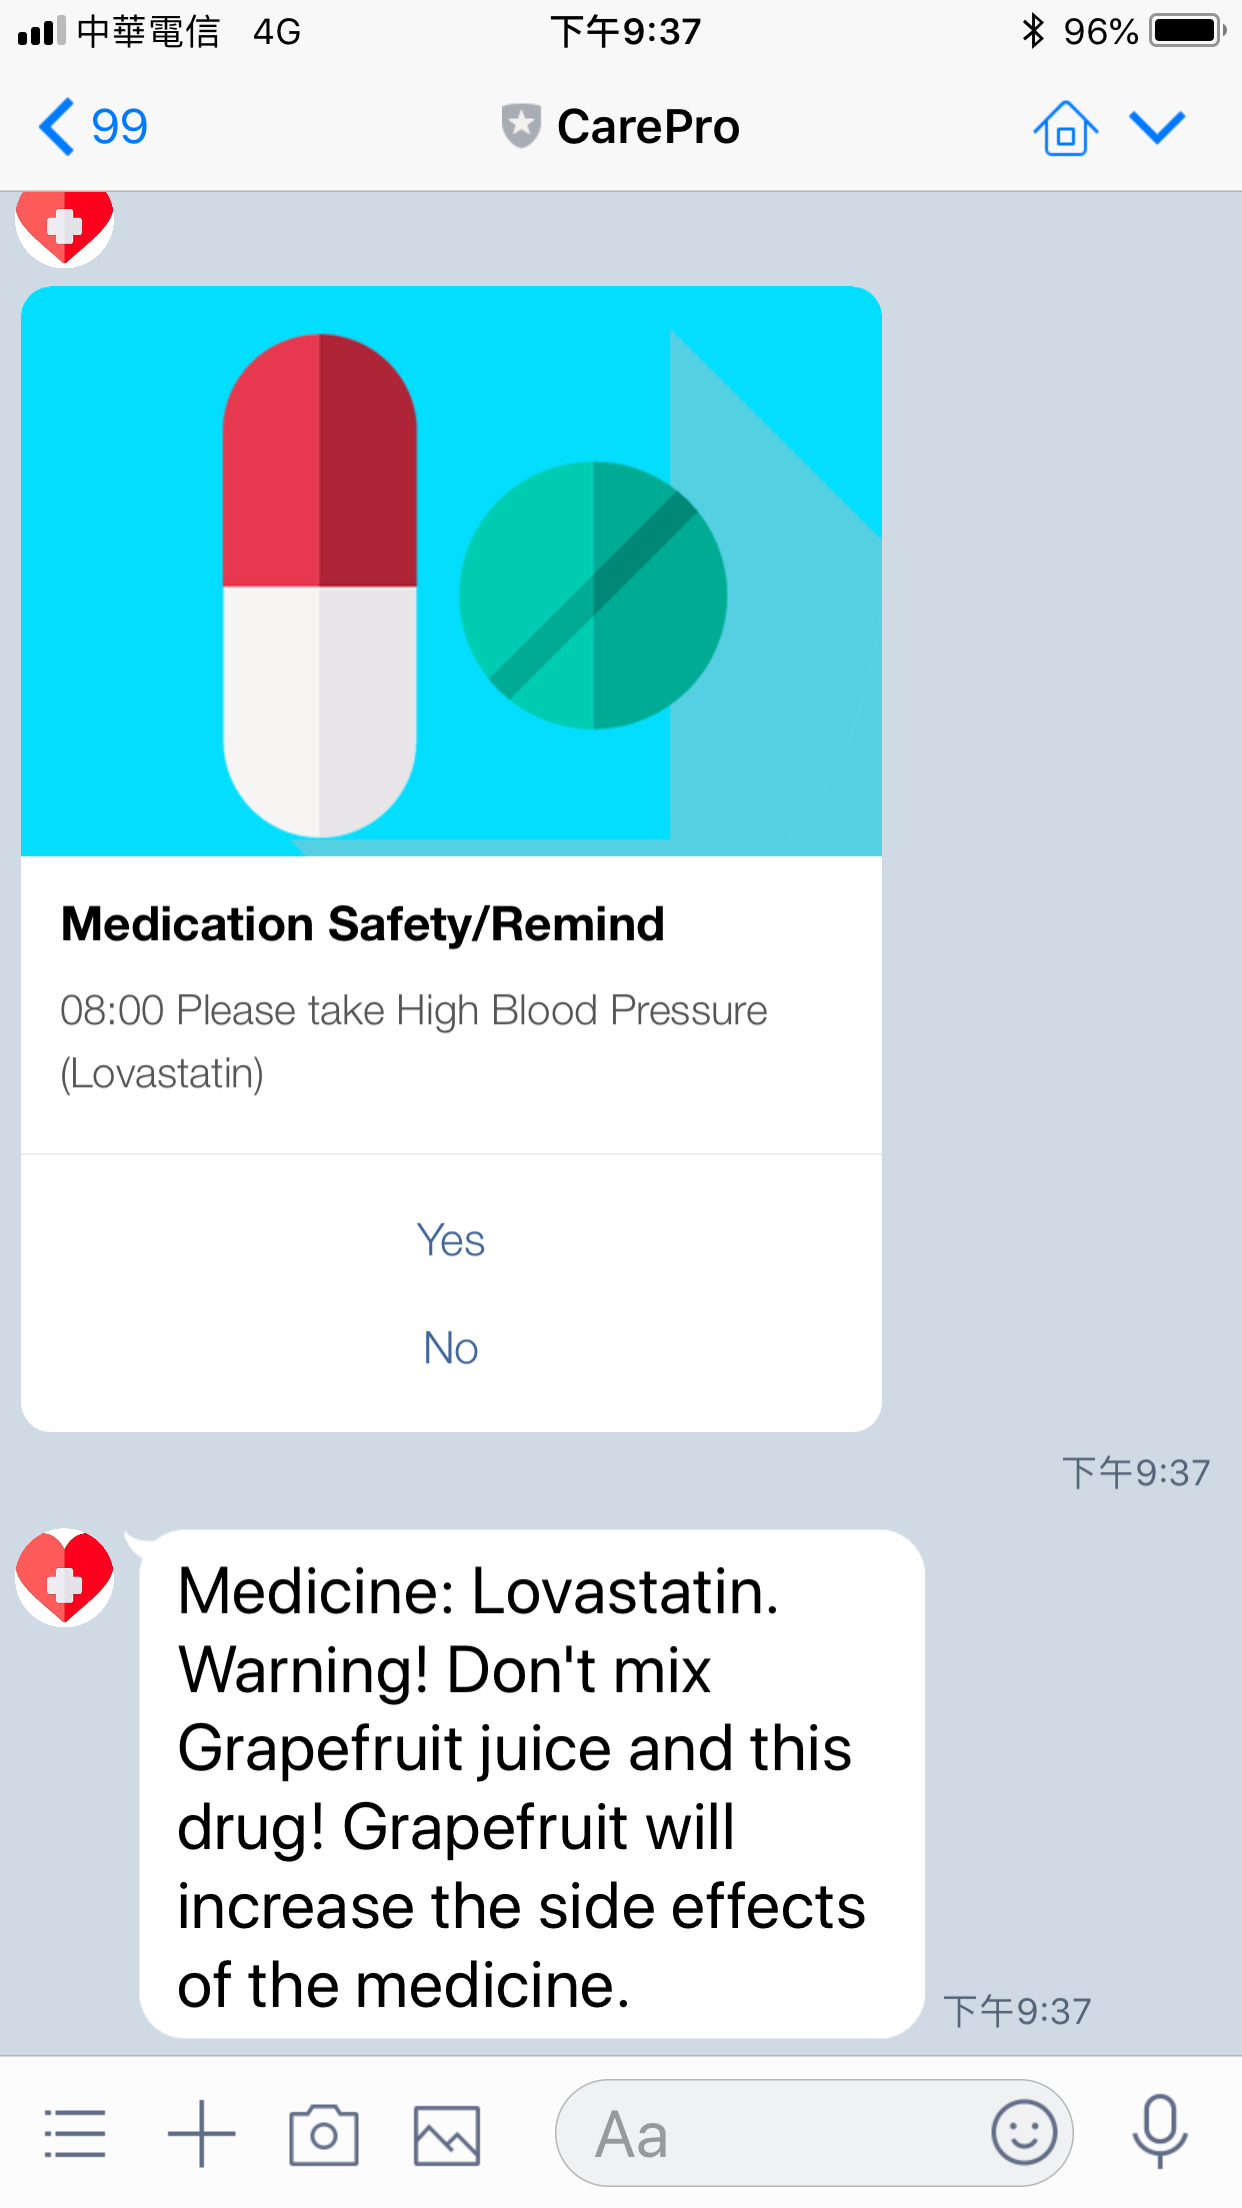 中華電信 4G 下午9:37 96%
99 CarePro
Medication Safety/Remind
08:00 Please take High Blood Pressure
(Lovastatin)
Yes
No
下午9:37
Medicine: Lovastatin.
Warning! Don't mix
Grapefruit juice and this
drug! Grapefruit will
increase the side effects
of the medicine.
下午9:37
Aa